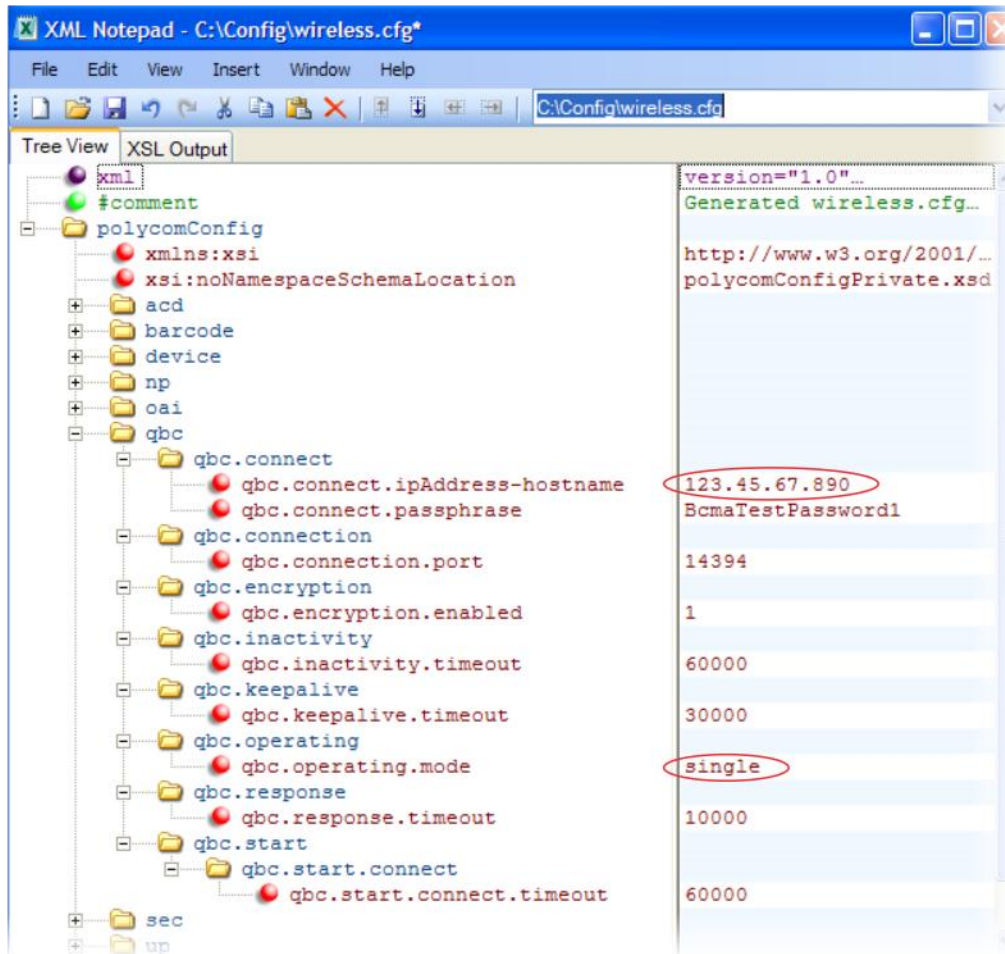 XML Notepad - C:\Config\wireless.cfg*
File Edit View Insert Window Help
C:\Config\wireless.cfg
Tree View XSL Output
xml version="1.0"…
#comment Generated wireless.cfg…
polycomConfig
xmlns:xsi http://www.w3.org/2001/…
xsi:noNamespaceSchemaLocation polycomConfigPrivate.xsd
acd
barcode
device
np
oai
qbc
qbc.connect
qbc.connect.ipAddress-hostname 123.45.67.890
qbc.connect.passphrase BcmaTestPassword1
qbc.connection
qbc.connection.port 14394
qbc.encryption
qbc.encryption.enabled 1
qbc.inactivity
qbc.inactivity.timeout 60000
qbc.keepalive
qbc.keepalive.timeout 30000
qbc.operating
qbc.operating.mode single
qbc.response
qbc.response.timeout 10000
qbc.start
qbc.start.connect
qbc.start.connect.timeout 60000
sec
up